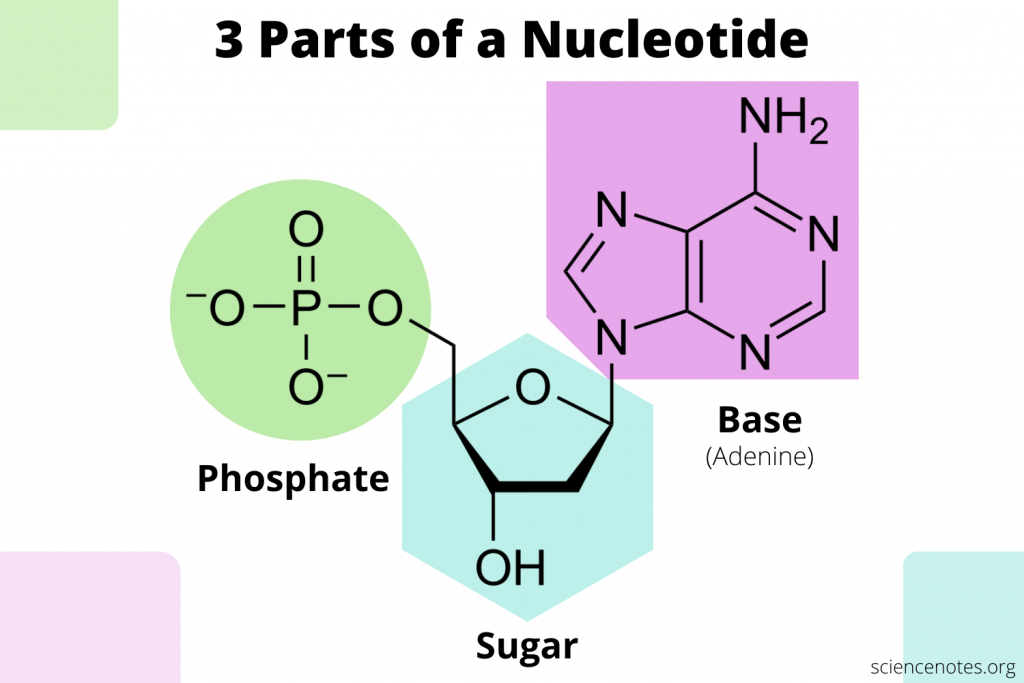 3 Parts of a Nucleotide
NH2
N
N
N
N
O
⁻O
P
O
O⁻
O
OH
Phosphate
Base
(Adenine)
Sugar
sciencenotes.org